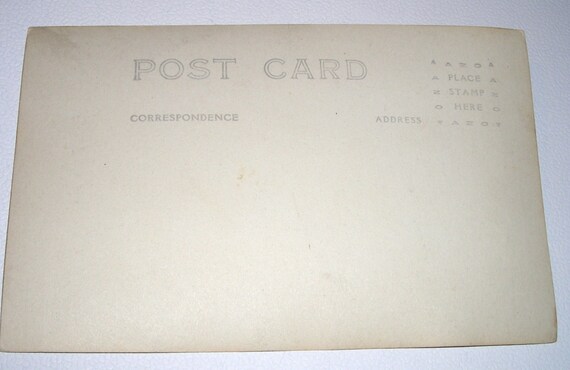 POST CARD
PLACE
STAMP
HERE
CORRESPONDENCE
ADDRESS